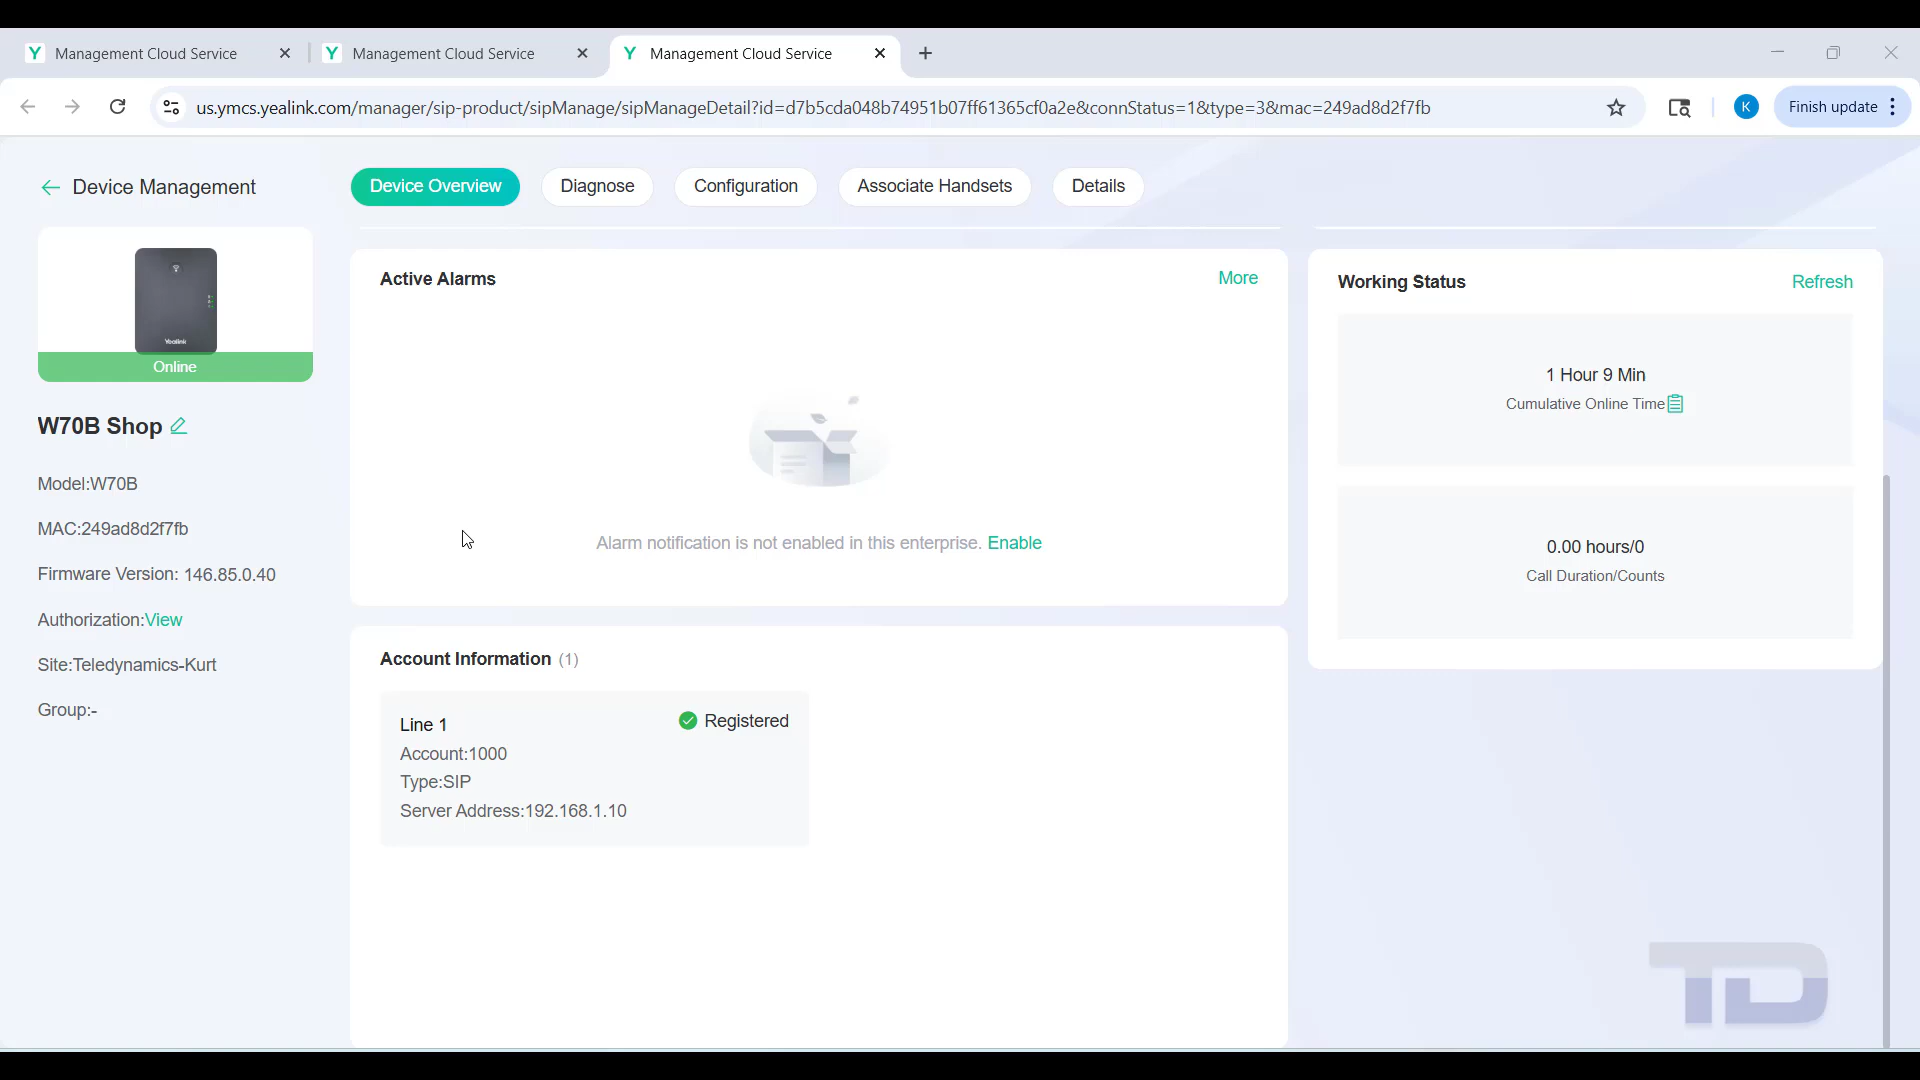 Management Cloud Service
Management Cloud Service
Management Cloud Service
us.ymcs.yealink.com/manager/sip-product/sipManage/sipManageDetail?id=d7b5cda048b74951b07ff61365cf0a2e&connStatus=1&type=3&mac=249ad8d2f7fb
K
Finish update
Device Management
Device Overview
Diagnose
Configuration
Associate Handsets
Details
Yealink
Online
W70B Shop
Model:W70B
MAC:249ad8d2f7fb
Firmware Version: 146.85.0.40
Authorization:View
Site:Teledynamics-Kurt
Group:-
Active Alarms
More
Alarm notification is not enabled in this enterprise. Enable
Account Information (1)
Line 1
Registered
Account:1000
Type:SIP
Server Address:192.168.1.10
Working Status
Refresh
1 Hour 9 Min
Cumulative Online Time
0.00 hours/0
Call Duration/Counts
TD